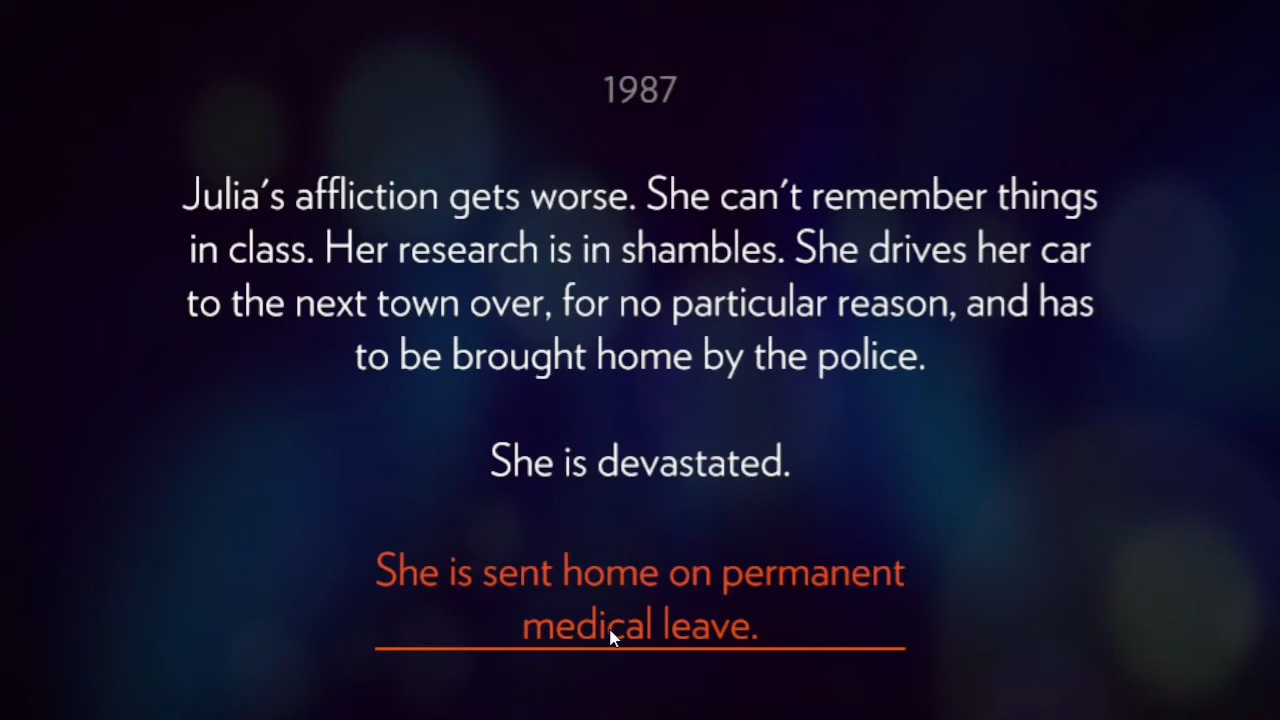 1987
Julia's affliction gets worse. She can't remember things
in class. Her research is in shambles. She drives her car
to the next town over, for no particular reason, and has
to be brought home by the police.
She is devastated.
She is sent home on permanent
medical leave.